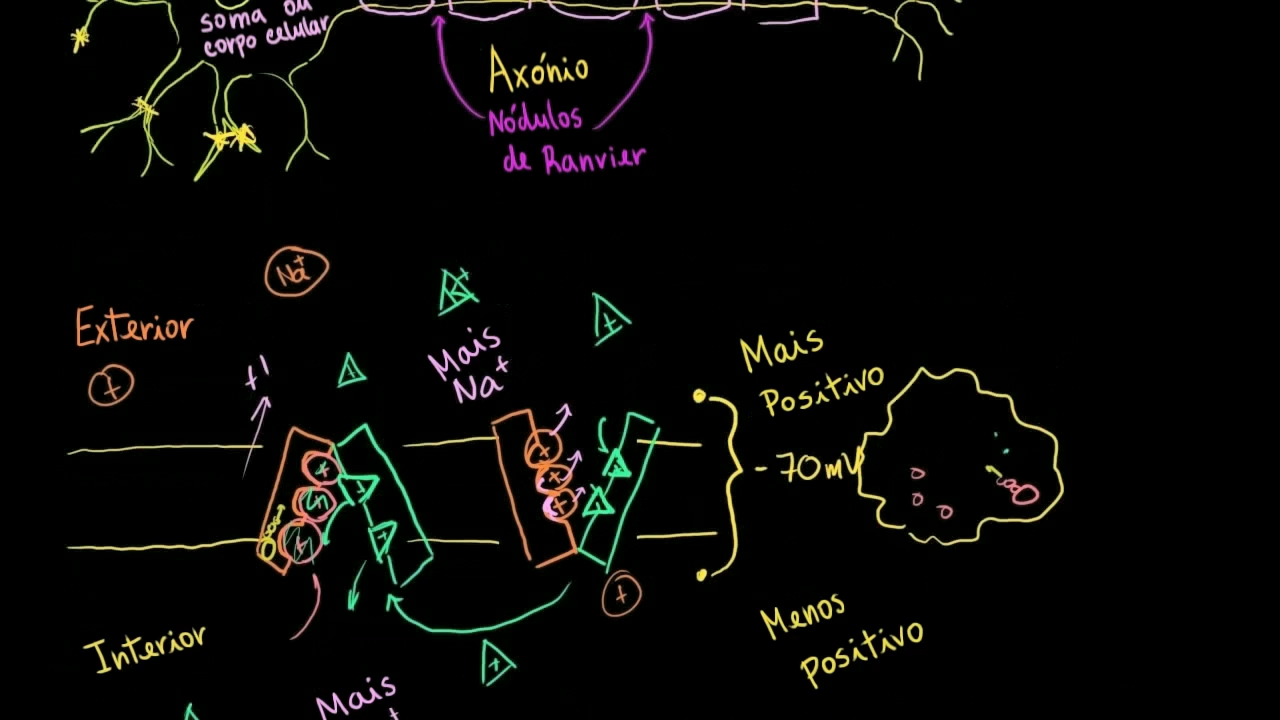 soma ou
corpo celular
Axónio
Nódulos
de Ranvier
Na+
K+
+
Exterior
+
+1
+
Mais
Na+
Mais
Positivo
+
+
+
+
+
+
+
+
+
- 70mV
+
+
Interior
Menos
positivo
Mais
+